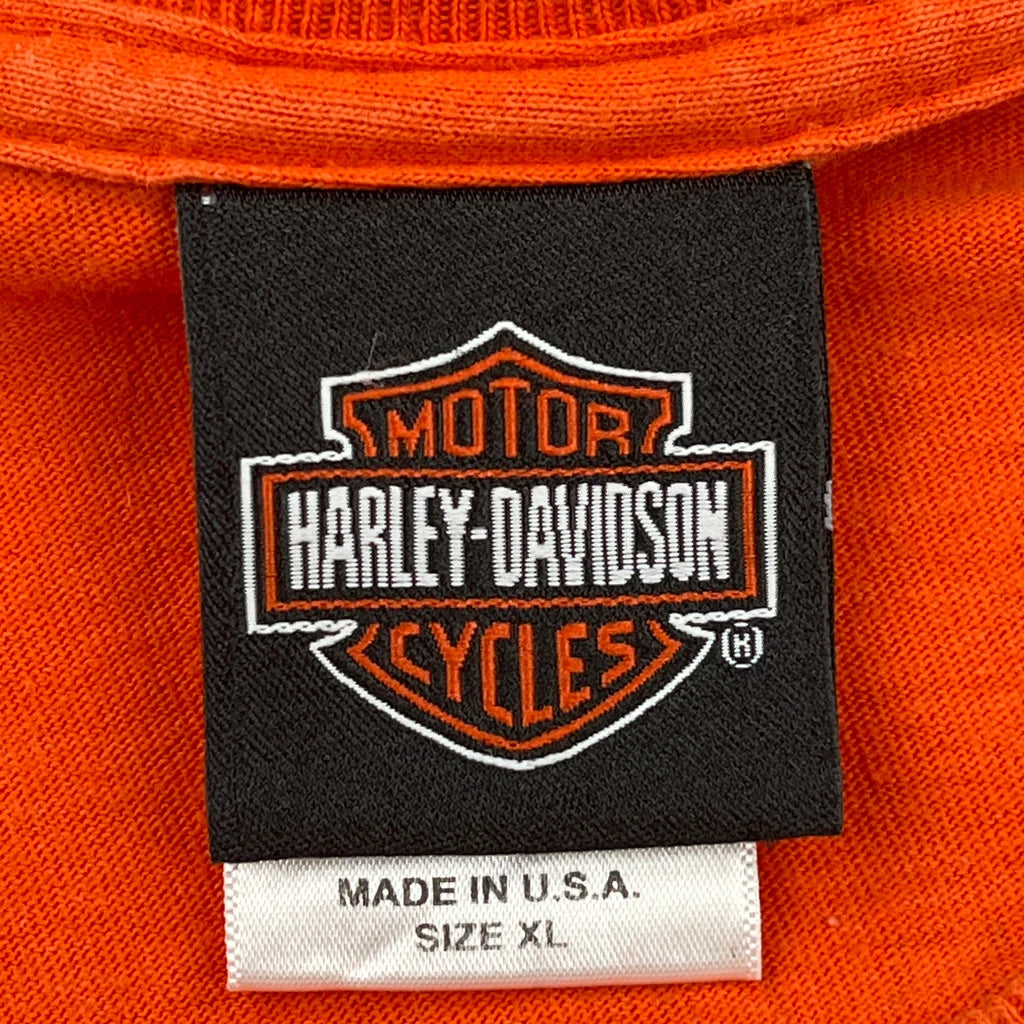 MOTOR
HARLEY-DAVIDSON
CYCLES
®
MADE IN U.S.A.
SIZE XL